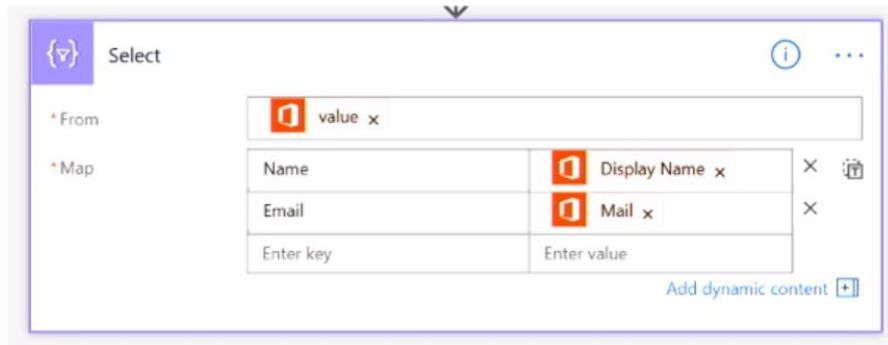 Select
* From value ×
* Map Name Display Name ×
Email Mail ×
Enter key Enter value
Add dynamic content